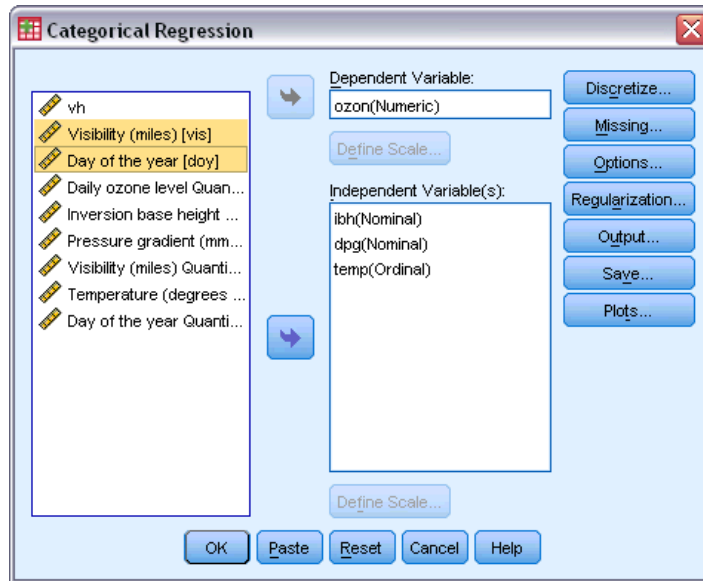 Categorical Regression
vh
Visibility (miles) [vis]
Day of the year [doy]
Daily ozone level Quan...
Inversion base height ...
Pressure gradient (mm...
Visibility (miles) Quanti...
Temperature (degrees ...
Day of the year Quanti...
Dependent Variable:
ozon(Numeric)
Define Scale...
Independent Variable(s):
ibh(Nominal)
dpg(Nominal)
temp(Ordinal)
Define Scale...
Discretize...
Missing...
Options...
Regularization...
Output...
Save...
Plots...
OK
Paste
Reset
Cancel
Help